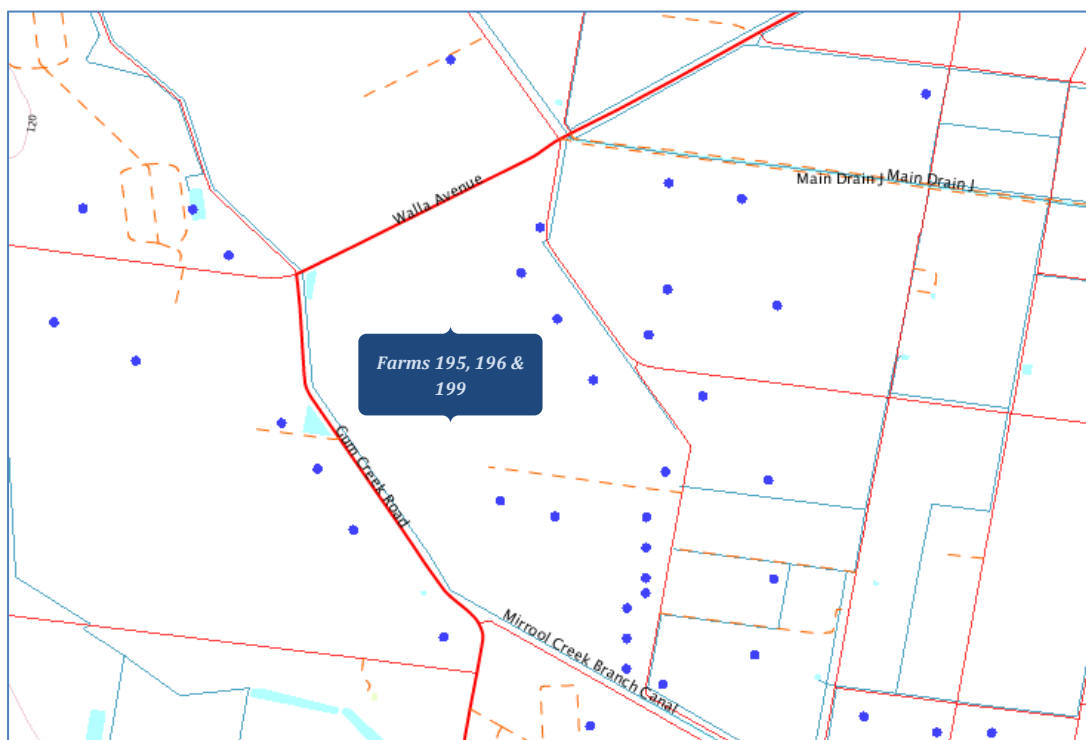 120
Walla Avenue
Main Drain J
Main Drain J
Farms 195, 196 &
199
Gum Creek Road
Mirrool Creek Branch Canal